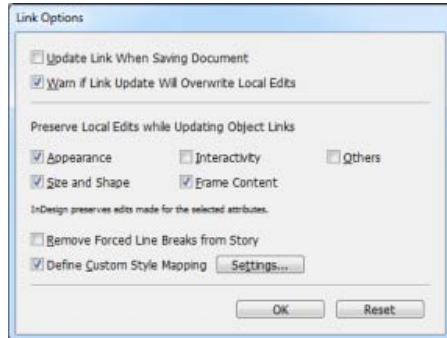 Link Options
Update Link When Saving Document
Warn if Link Update Will Overwrite Local Edits
Preserve Local Edits while Updating Object Links
Appearance Interactivity Others
Size and Shape Frame Content
InDesign preserves edits made for the selected attributes.
Remove Forced Line Breaks from Story
Define Custom Style Mapping Settings...
OK Reset